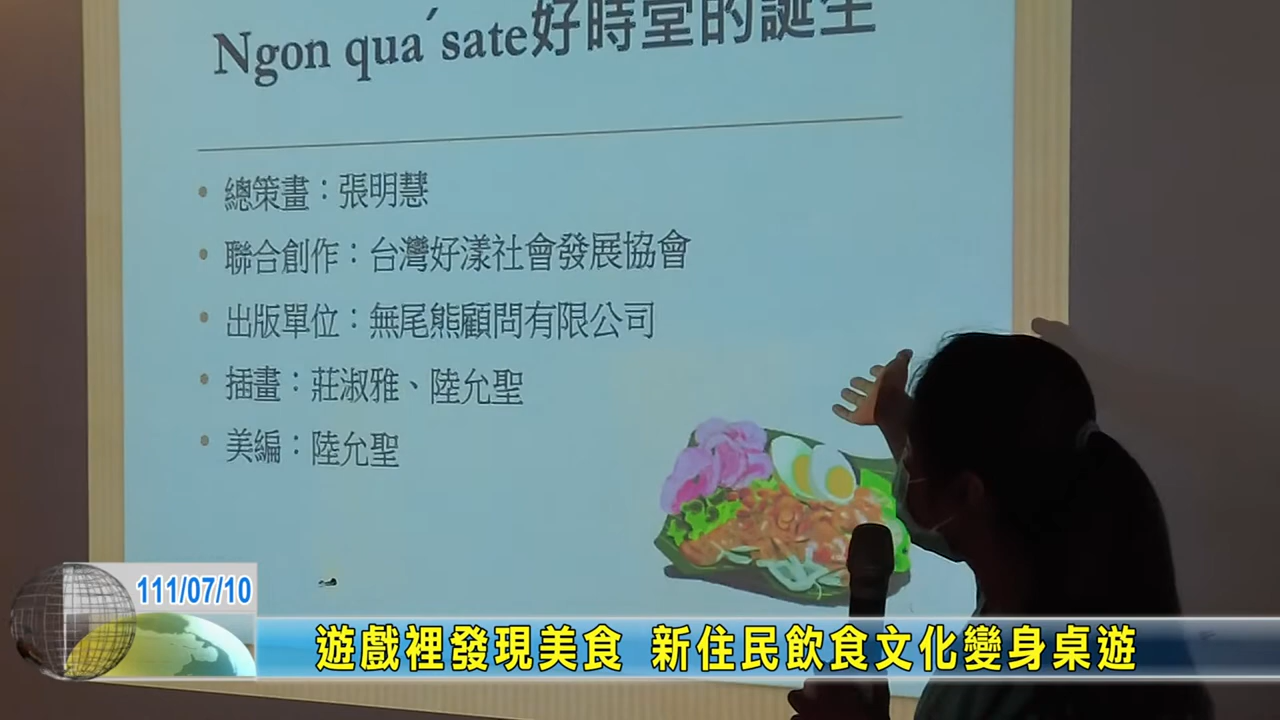 Ngon quá sate好時堂的誕生
• 總策畫：張明慧
• 聯合創作：台灣好漾社會發展協會
• 出版單位：無尾熊顧問有限公司
• 插畫：莊淑雅、陸允聖
• 美編：陸允聖
111/07/10
遊戲裡發現美食 新住民飲食文化變身桌遊